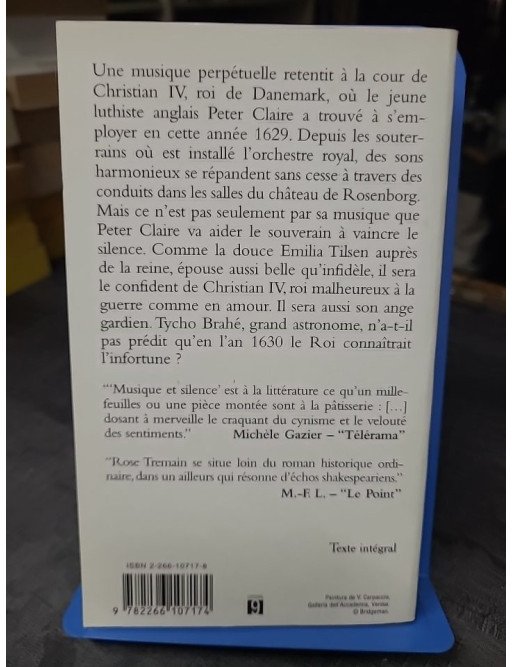 Une musique perpétuelle retentit à la cour de
Christian IV, roi de Danemark, où le jeune
luthiste anglais Peter Claire a trouvé à s'em-
ployer en cette année 1629. Depuis les souter-
rains où est installé l'orchestre royal, des sons
harmonieux se répandent sans cesse à travers des
conduits dans les salles du château de Rosenborg.
Mais ce n'est pas seulement par sa musique que
Peter Claire va aider le souverain à vaincre le
silence. Comme la douce Emilia Tilsen auprès
de la reine, épouse aussi belle qu'infidèle, il sera
le confident de Christian IV, roi malheureux à la
guerre comme en amour. Il sera aussi son ange
gardien. Tycho Brahé, grand astronome, n'a-t-il
pas prédit qu'en l'an 1630 le Roi connaîtrait
l'infortune ?
"'Musique et silence' est à la littérature ce qu'un mille-
feuilles ou une pièce montée sont à la pâtisserie : [...]
dosant à merveille le craquant du cynisme et le velouté
des sentiments." Michèle Gazier – "Télérama"
"Rose Tremain se situe loin du roman historique ordi-
naire, dans un ailleurs qui résonne d'échos shakespeariens."
M.-F. L. – "Le Point"
Texte intégral
ISBN 2-266-10717-8
9 782266 107174
9
Peinture de V. Carpaccio,
Galleria dell'Accademia, Venise.
© Bridgeman.